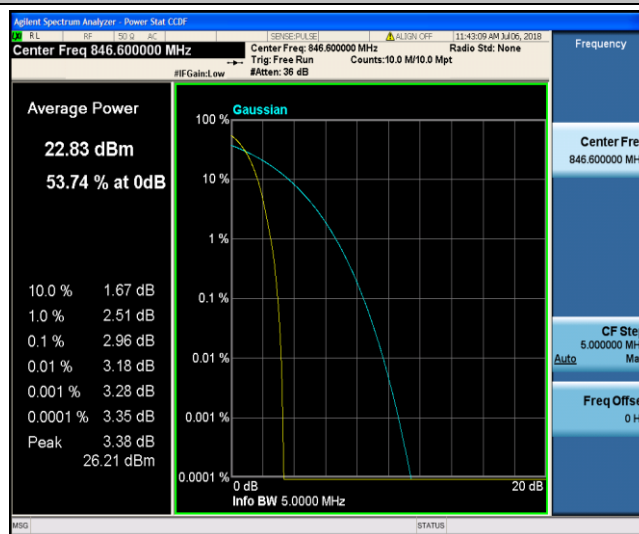 Agilent Spectrum Analyzer - Power Stat CCDF
RL RF 50 Ω AC SENSE:PULSE ALIGN OFF 11:43:09 AM Jul 06, 2018
Center Freq 846.600000 MHz
Center Freq: 846.600000 MHz Radio Std: None
Trig: Free Run Counts:10.0 M/10.0 Mpt
#IFGain:Low #Atten: 36 dB
Frequency
Average Power
22.83 dBm
53.74 % at 0dB
10.0 % 1.67 dB
1.0 % 2.51 dB
0.1 % 2.96 dB
0.01 % 3.18 dB
0.001 % 3.28 dB
0.0001 % 3.35 dB
Peak 3.38 dB
26.21 dBm
Gaussian
100 %
10 %
1 %
0.1 %
0.01 %
0.001 %
0.0001 %
0 dB 20 dB
Info BW 5.0000 MHz
Center Fre
846.600000 MH
CF Ste
5.000000 MH
Auto Ma
Freq Offse
0 H
MSG STATUS